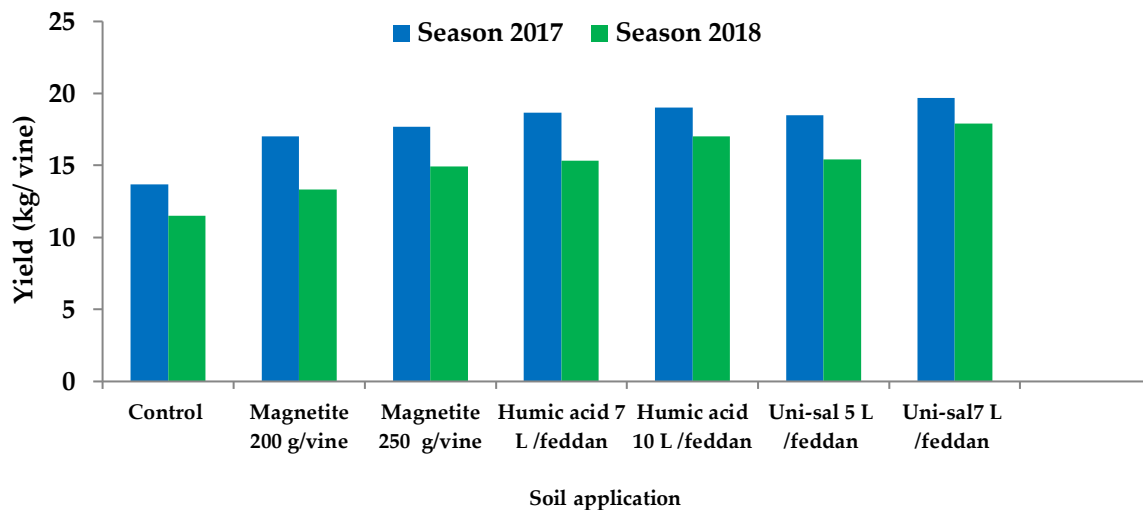 Season 2017 Season 2018
Yield (kg/ vine)
25
20
15
10
5
0
Control
Magnetite
200 g/vine
Magnetite
250 g/vine
Humic acid 7
L /feddan
Humic acid
10 L /feddan
Uni-sal 5 L
/feddan
Uni-sal7 L
/feddan
Soil application